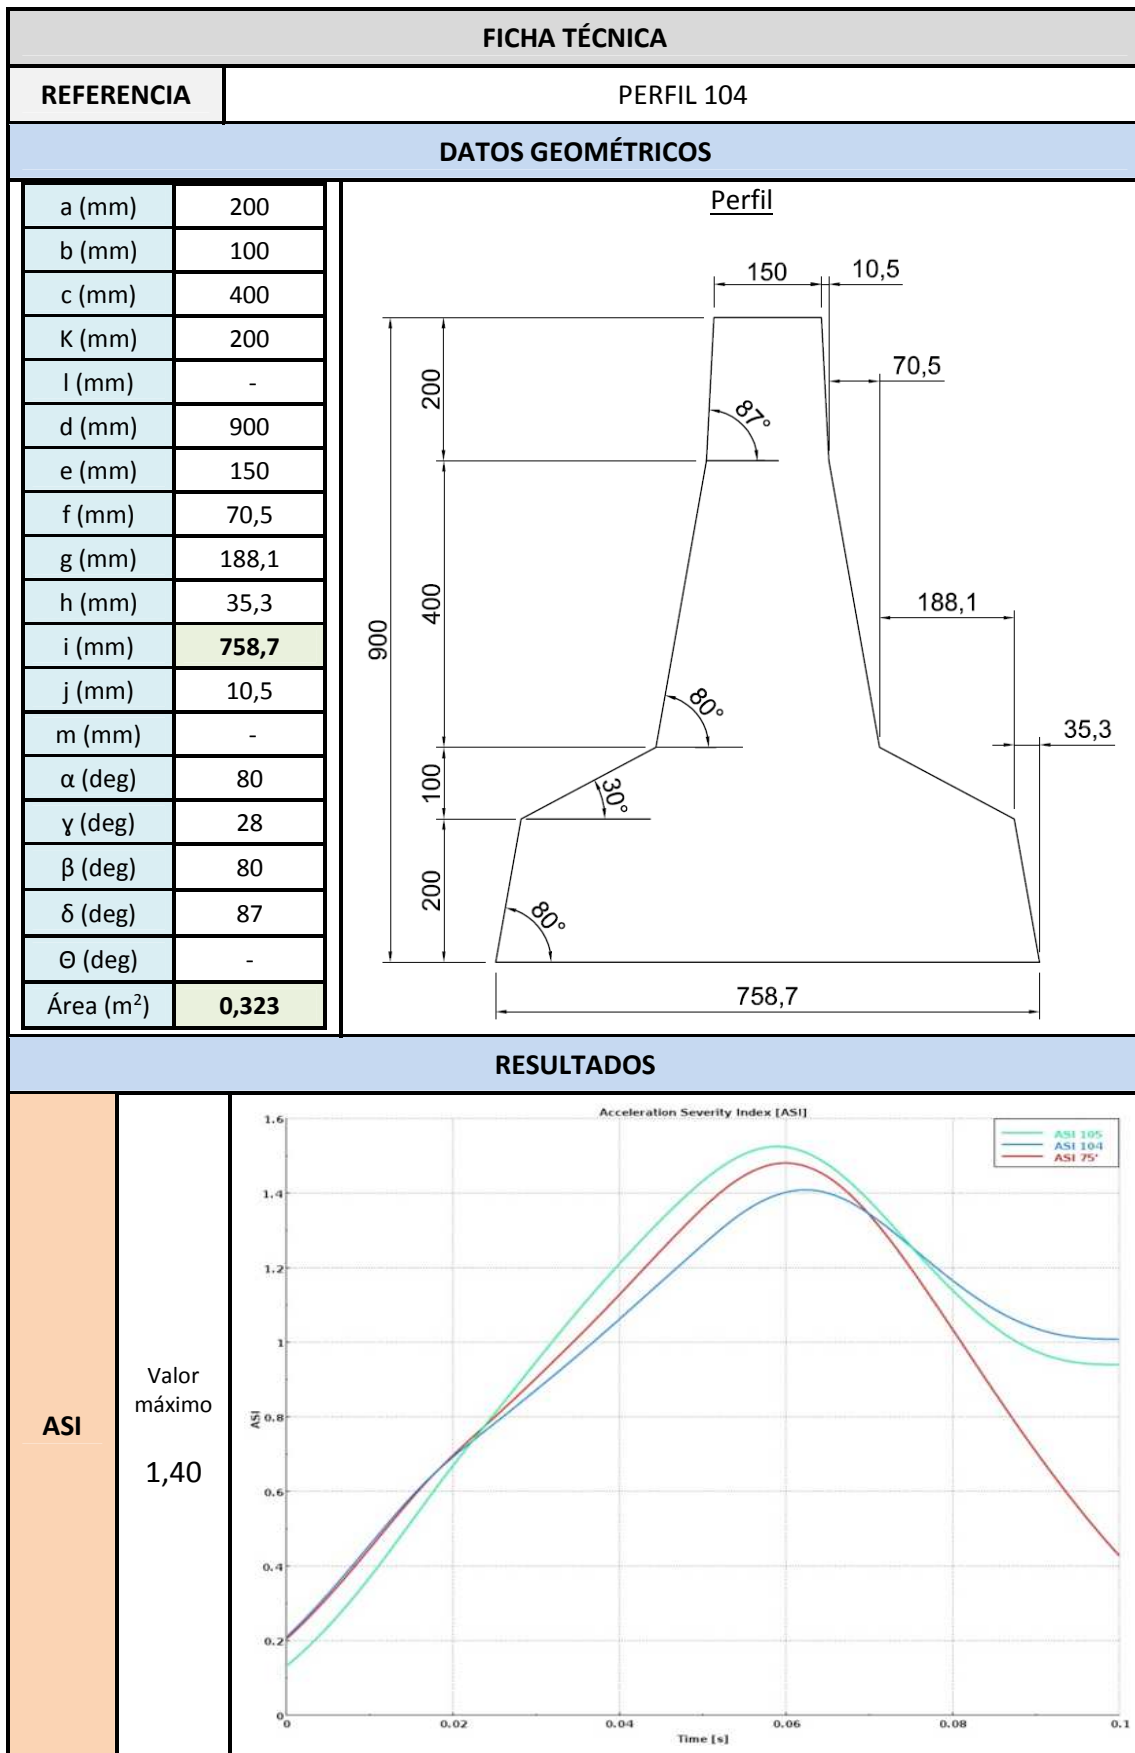 FICHA TÉCNICA
REFERENCIA PERFIL 104
DATOS GEOMÉTRICOS
a (mm) 200
b (mm) 100
c (mm) 400
K (mm) 200
l (mm) -
d (mm) 900
e (mm) 150
f (mm) 70,5
g (mm) 188,1
h (mm) 35,3
i (mm) 758,7
j (mm) 10,5
m (mm) -
α (deg) 80
ɣ (deg) 28
β (deg) 80
δ (deg) 87
Θ (deg) -
Área (m²) 0,323
Perfil
150
10,5
70,5
200
87°
400
900
188,1
80°
35,3
100
30°
200
80°
758,7
RESULTADOS
ASI
Valor
máximo
1,40
Acceleration Severity Index [ASI]
ASI 105
ASI 104
ASI 75'
1.6
1.4
1.2
1
0.8
0.6
0.4
0.2
0
ASI
0 0.02 0.04 0.06 0.08 0.1
Time [s]